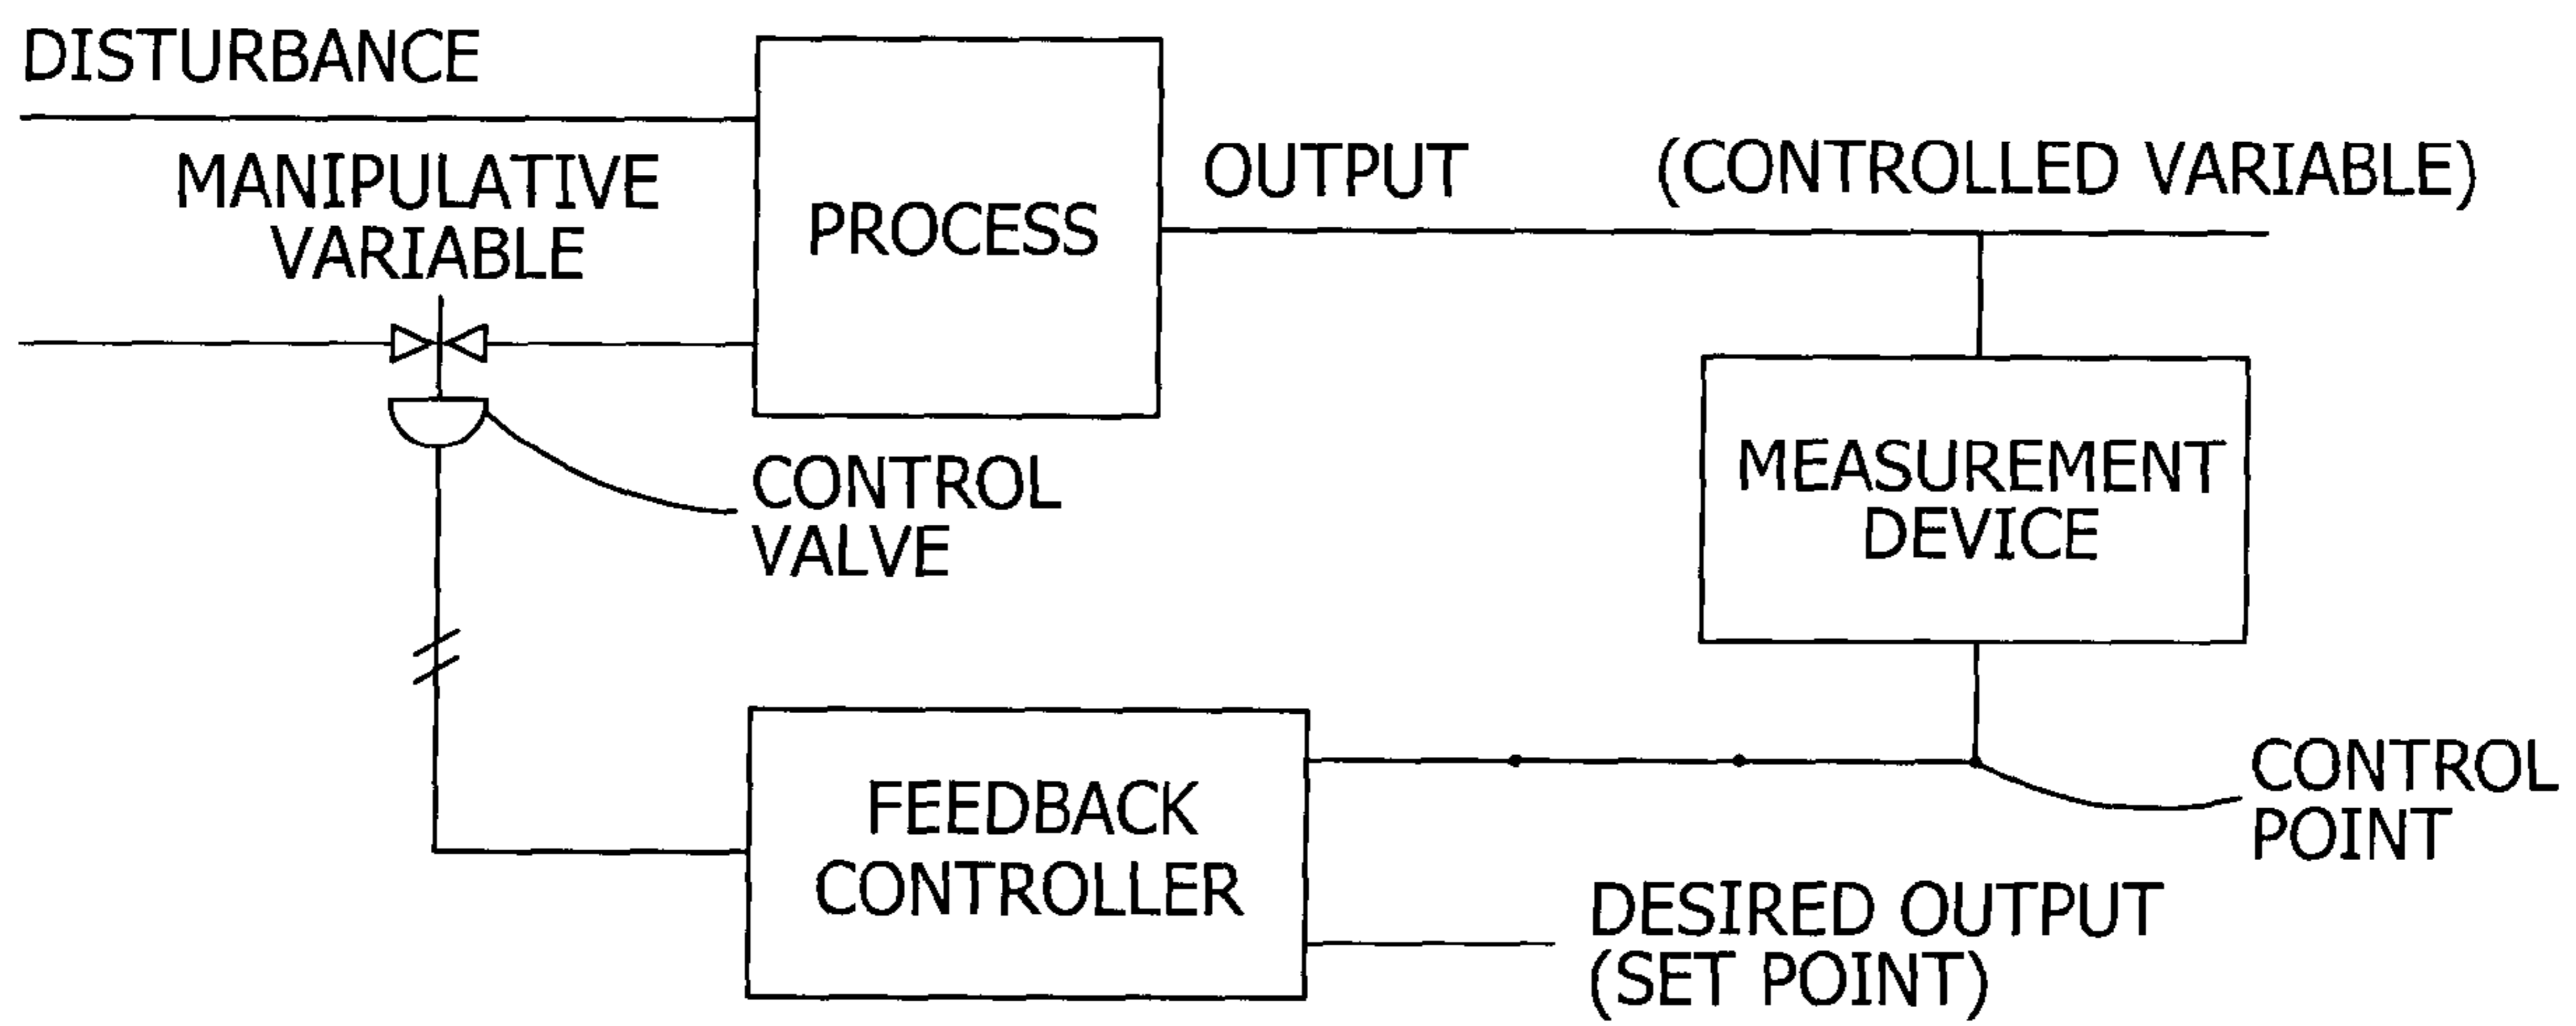 DISTURBANCE
MANIPULATIVE
VARIABLE
PROCESS
OUTPUT
(CONTROLLED VARIABLE)
CONTROL
VALVE
MEASUREMENT
DEVICE
FEEDBACK
CONTROLLER
CONTROL
POINT
DESIRED OUTPUT
(SET POINT)